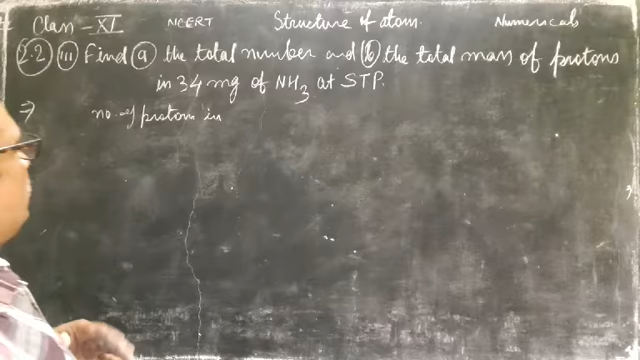 Class - XI NCERT Structure of atom. Numericals
2.2 (iii) Find (a) the total number and (b) the total mass of protons
in 34 mg of NH3 at STP.
⇒ no. of proton in